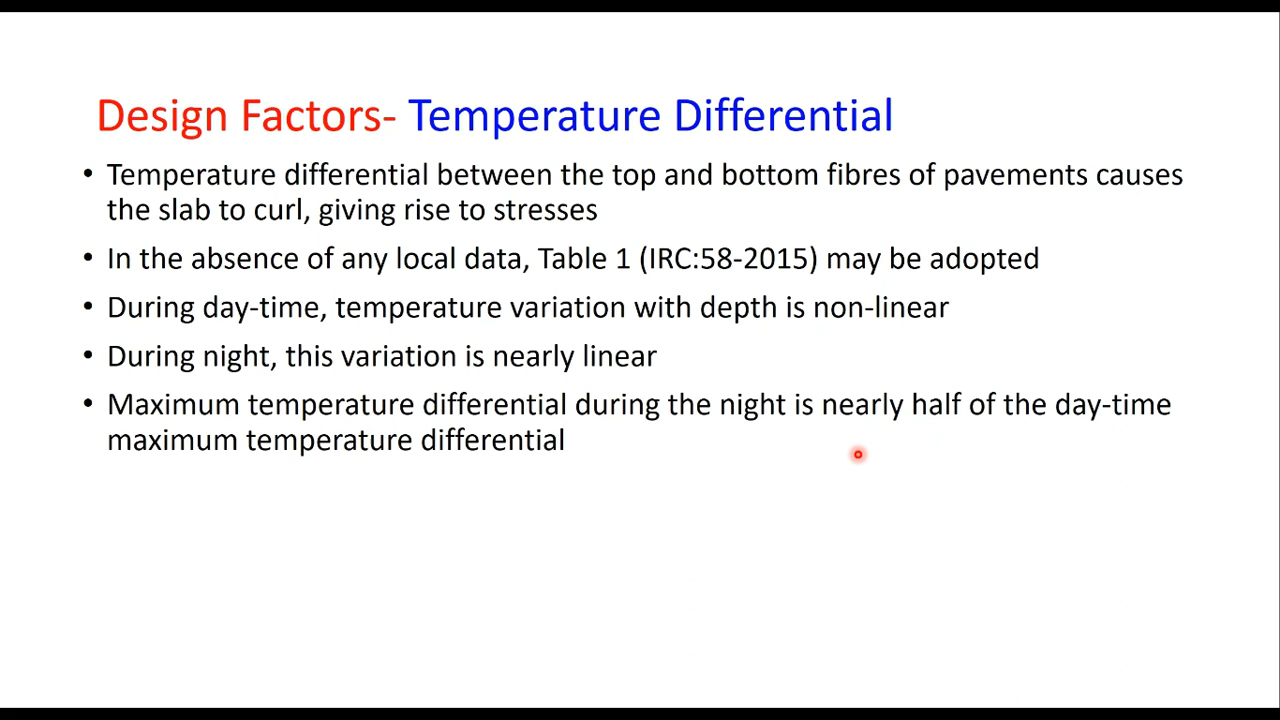 Design Factors- Temperature Differential
• Temperature differential between the top and bottom fibres of pavements causes
the slab to curl, giving rise to stresses
• In the absence of any local data, Table 1 (IRC:58-2015) may be adopted
• During day-time, temperature variation with depth is non-linear
• During night, this variation is nearly linear
• Maximum temperature differential during the night is nearly half of the day-time
maximum temperature differential